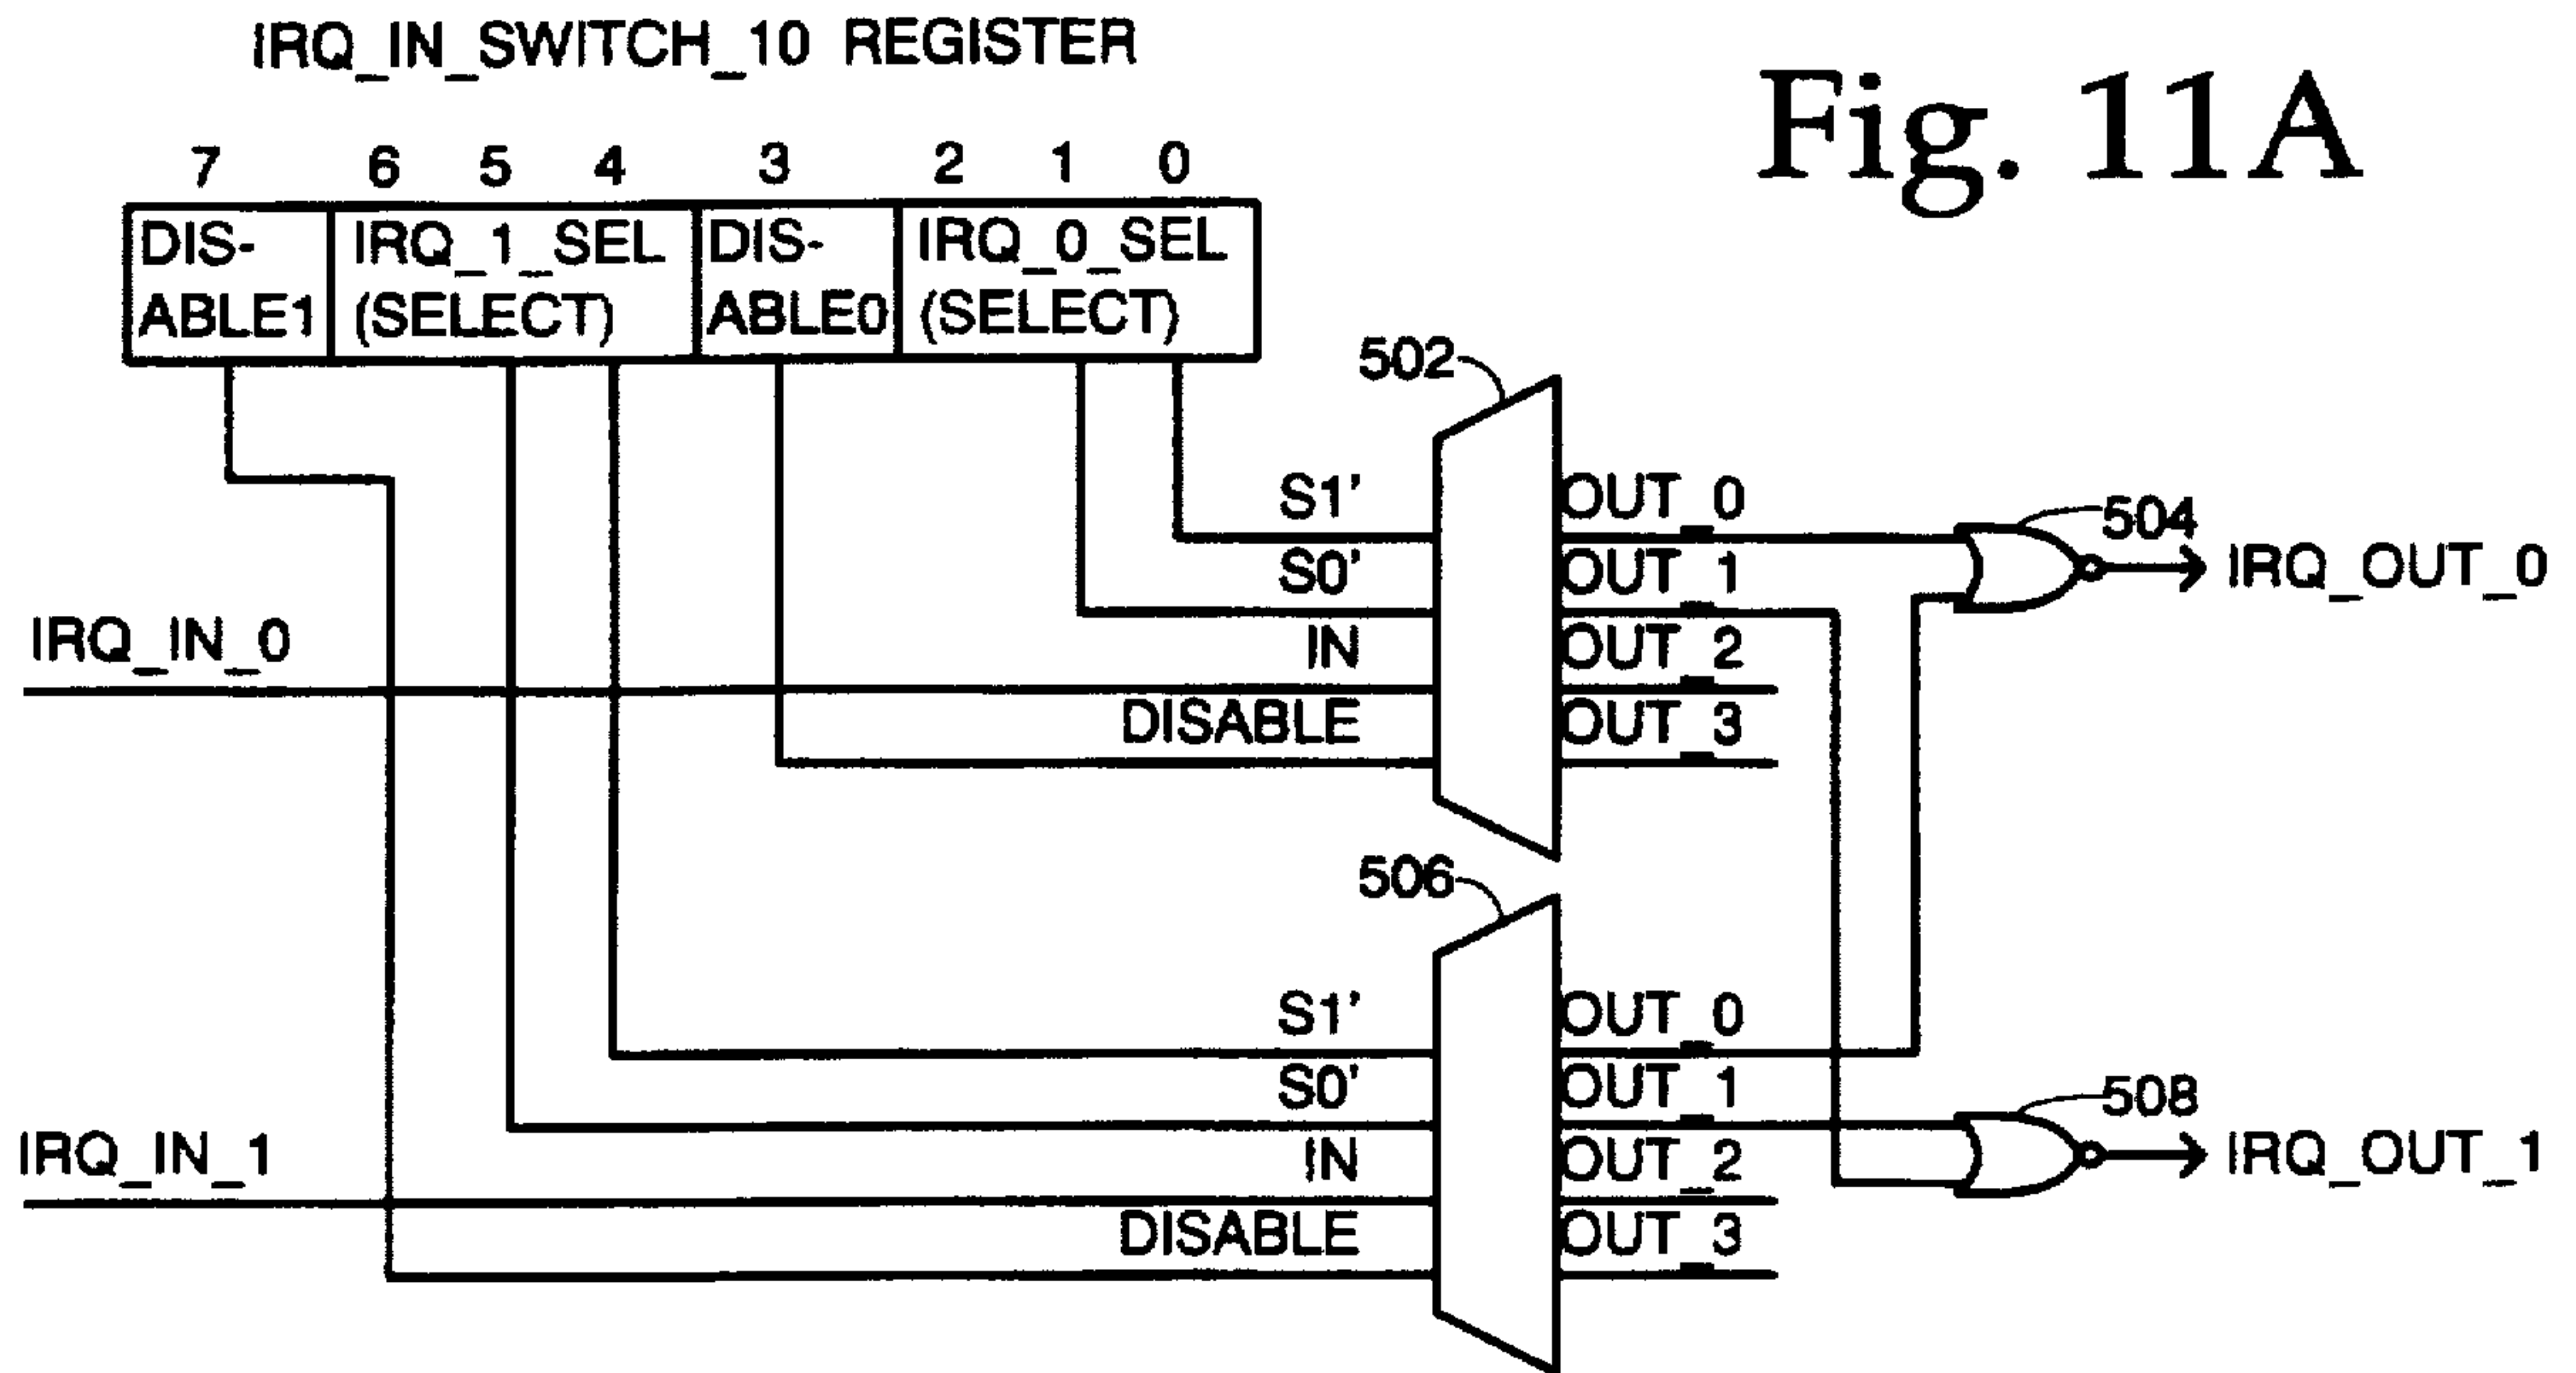 IRQ_IN_SWITCH_10 REGISTER
Fig. 11A
7 6 5 4 3 2 1 0
DIS- IRQ_1_SEL DIS- IRQ_0_SEL
ABLE1 (SELECT) ABLE0 (SELECT)
502
S1' OUT_0
504
S0' OUT_1 IRQ_OUT_0
IRQ_IN_0 IN OUT_2
DISABLE OUT_3
506
S1' OUT_0
S0' OUT_1
508
IRQ_IN_1 IN OUT_2 IRQ_OUT_1
DISABLE OUT_3